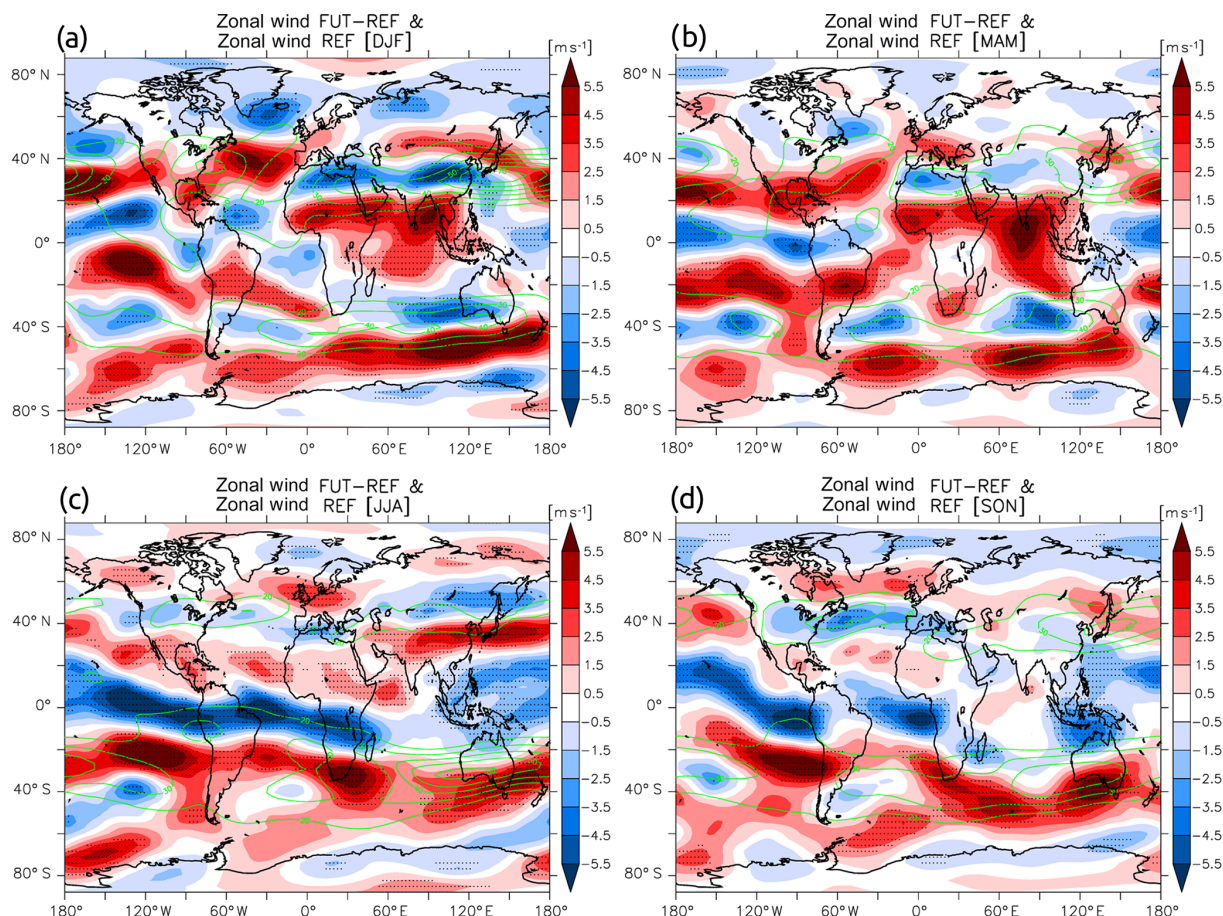 Zonal wind FUT-REF &
(a) Zonal wind REF [DJF]
[m s⁻¹]
80° N
40° N
0°
40° S
80° S
180° 120°W 60°W 0° 60°E 120°E 180°
5.5
4.5
3.5
2.5
1.5
0.5
−0.5
−1.5
−2.5
−3.5
−4.5
−5.5
Zonal wind FUT-REF &
(b) Zonal wind REF [MAM]
[m s⁻¹]
80° N
40° N
0°
40° S
80° S
180° 120°W 60°W 0° 60°E 120°E 180°
5.5
4.5
3.5
2.5
1.5
0.5
−0.5
−1.5
−2.5
−3.5
−4.5
−5.5
Zonal wind FUT-REF &
(c) Zonal wind REF [JJA]
[m s⁻¹]
80° N
40° N
0°
40° S
80° S
180° 120°W 60°W 0° 60°E 120°E 180°
5.5
4.5
3.5
2.5
1.5
0.5
−0.5
−1.5
−2.5
−3.5
−4.5
−5.5
Zonal wind FUT-REF &
(d) Zonal wind REF [SON]
[m s⁻¹]
80° N
40° N
0°
40° S
80° S
180° 120°W 60°W 0° 60°E 120°E 180°
5.5
4.5
3.5
2.5
1.5
0.5
−0.5
−1.5
−2.5
−3.5
−4.5
−5.5